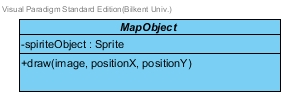 Visual Paradigm Standard Edition(Bilkent Univ.)
MapObject
-spiriteObject : Sprite
+draw(image, positionX, positionY)